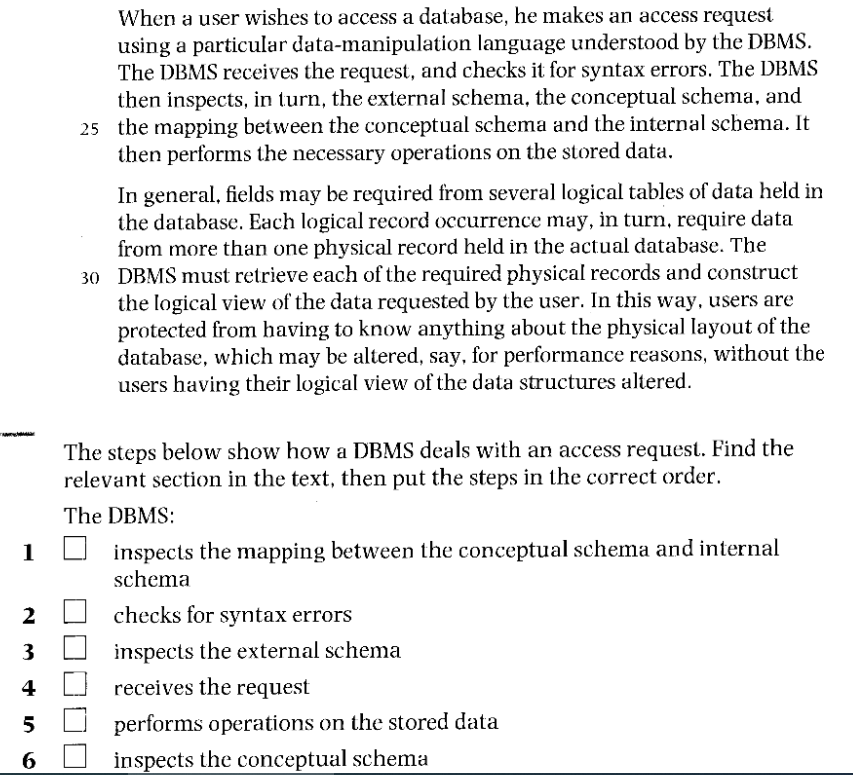 When a user wishes to access a database, he makes an access request
using a particular data-manipulation language understood by the DBMS.
The DBMS receives the request, and checks it for syntax errors. The DBMS
then inspects, in turn, the external schema, the conceptual schema, and
25 the mapping between the conceptual schema and the internal schema. It
then performs the necessary operations on the stored data.
In general, fields may be required from several logical tables of data held in
the database. Each logical record occurrence may, in turn, require data
from more than one physical record held in the actual database. The
30 DBMS must retrieve each of the required physical records and construct
the logical view of the data requested by the user. In this way, users are
protected from having to know anything about the physical layout of the
database, which may be altered, say, for performance reasons, without the
users having their logical view of the data structures altered.
The steps below show how a DBMS deals with an access request. Find the
relevant section in the text, then put the steps in the correct order.
The DBMS:
1 inspects the mapping between the conceptual schema and internal
schema
2 checks for syntax errors
3 inspects the external schema
4 receives the request
5 performs operations on the stored data
6 inspects the conceptual schema